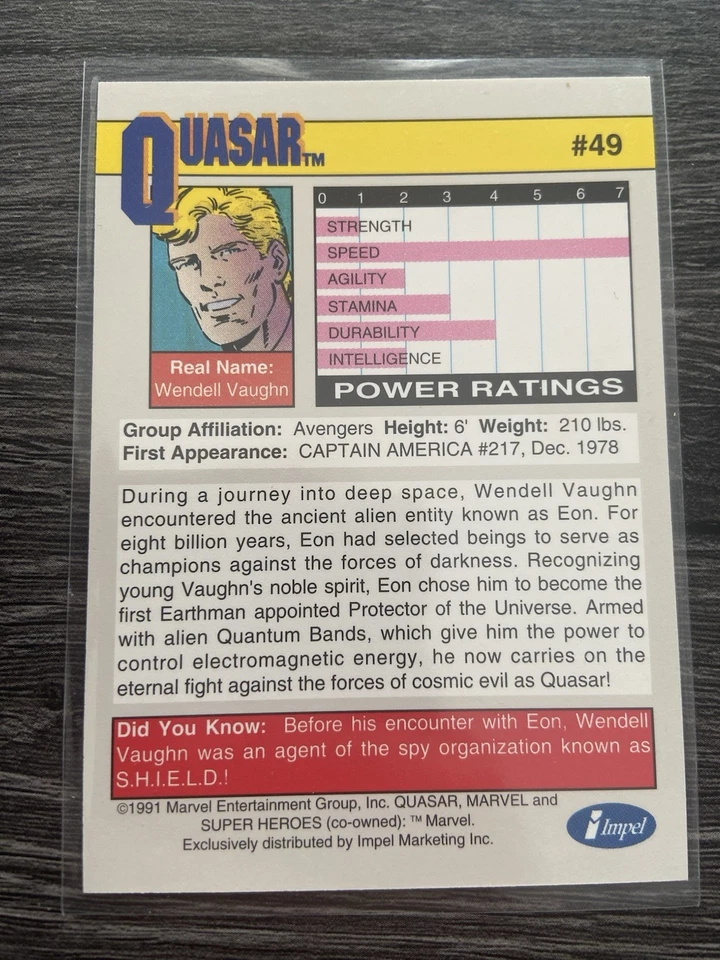 QUASAR™
#49
0 1 2 3 4 5 6 7
STRENGTH
SPEED
AGILITY
STAMINA
DURABILITY
INTELLIGENCE
POWER RATINGS
Real Name:
Wendell Vaughn
Group Affiliation: Avengers Height: 6' Weight: 210 lbs.
First Appearance: CAPTAIN AMERICA #217, Dec. 1978
During a journey into deep space, Wendell Vaughn
encountered the ancient alien entity known as Eon. For
eight billion years, Eon had selected beings to serve as
champions against the forces of darkness. Recognizing
young Vaughn's noble spirit, Eon chose him to become the
first Earthman appointed Protector of the Universe. Armed
with alien Quantum Bands, which give him the power to
control electromagnetic energy, he now carries on the
eternal fight against the forces of cosmic evil as Quasar!
Did You Know: Before his encounter with Eon, Wendell
Vaughn was an agent of the spy organization known as
S.H.I.E.L.D.!
©1991 Marvel Entertainment Group, Inc. QUASAR, MARVEL and
SUPER HEROES (co-owned): ™ Marvel.
Exclusively distributed by Impel Marketing Inc.
Impel